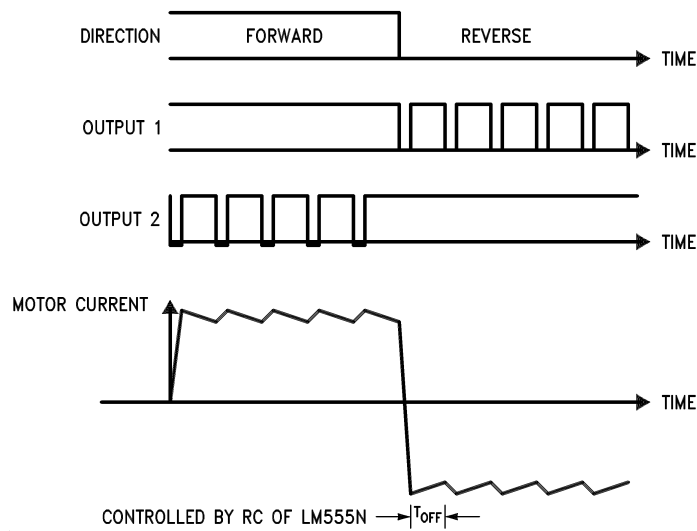 DIRECTION FORWARD REVERSE
TIME
OUTPUT 1
TIME
OUTPUT 2
TIME
MOTOR CURRENT
TIME
CONTROLLED BY RC OF LM555N TOFF